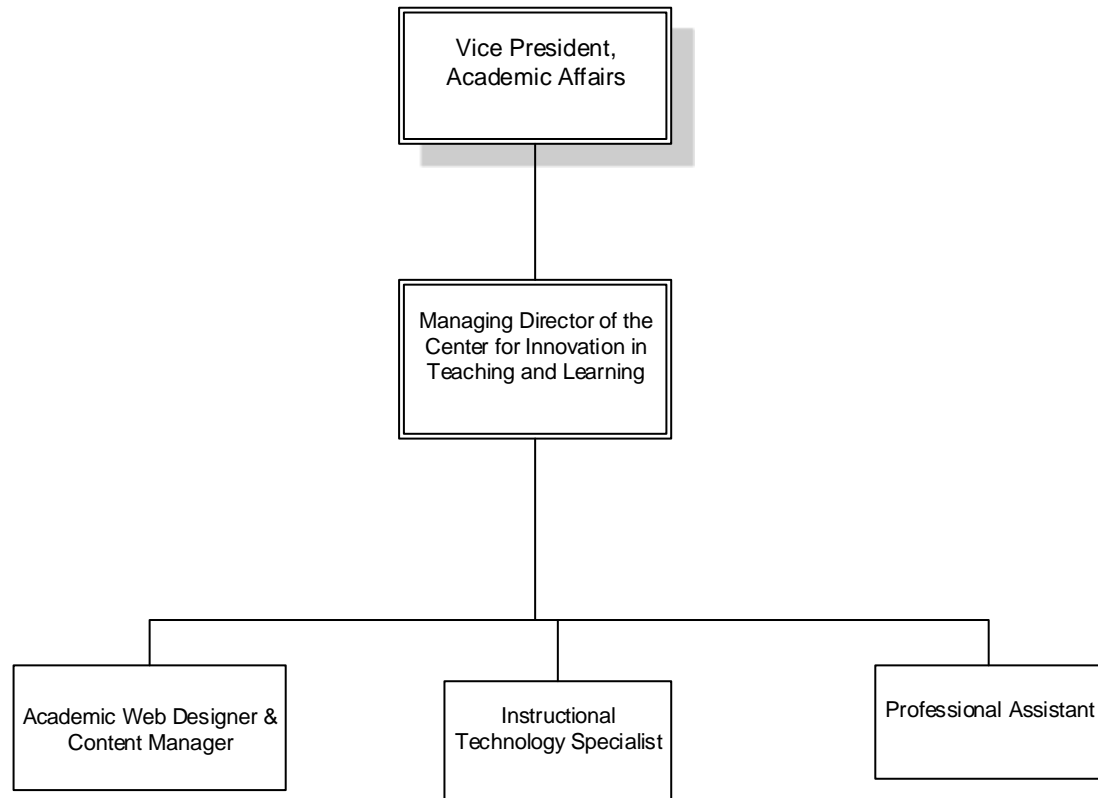 Vice President,
Academic Affairs
Managing Director of the
Center for Innovation in
Teaching and Learning
Academic Web Designer &
Content Manager
Instructional
Technology Specialist
Professional Assistant